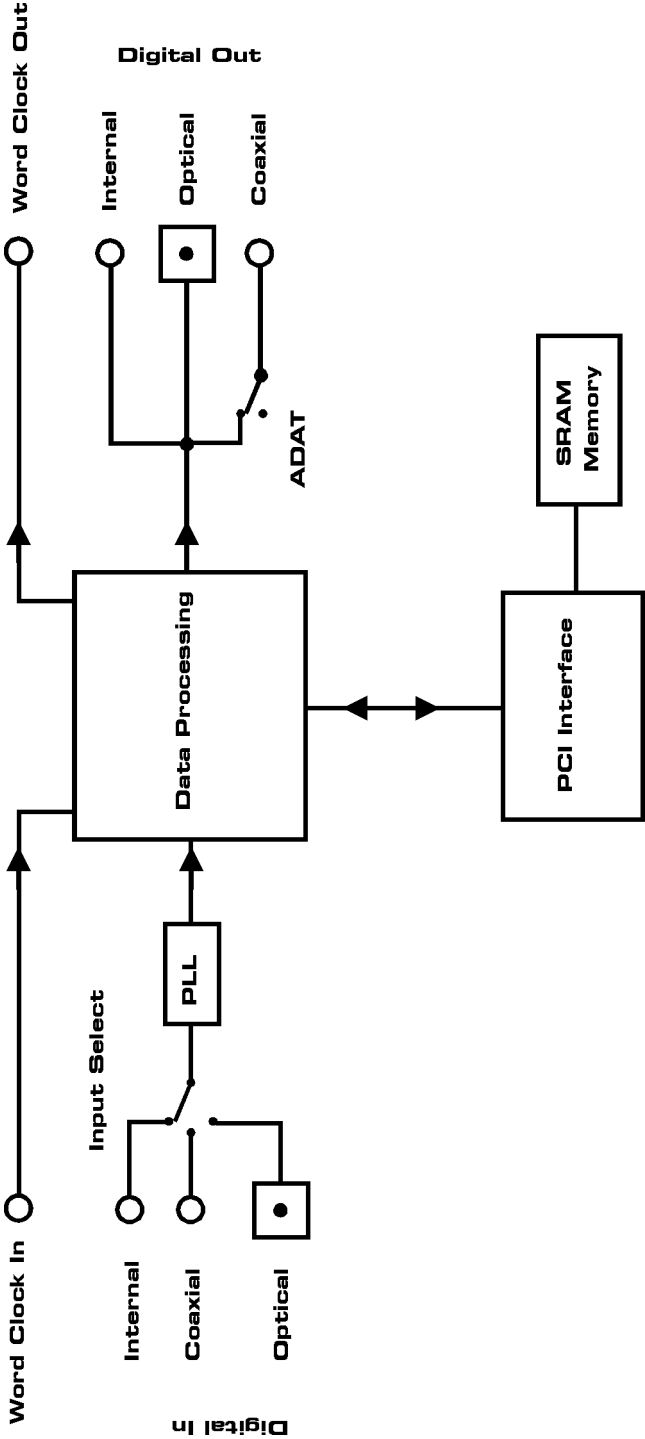 Word Clock Out
Digital Out
Internal
Optical
Coaxial
ADAT
SRAM
Memory
Data Processing
PCI Interface
PLL
Input Select
Word Clock In
Internal
Coaxial
Optical
Digital In